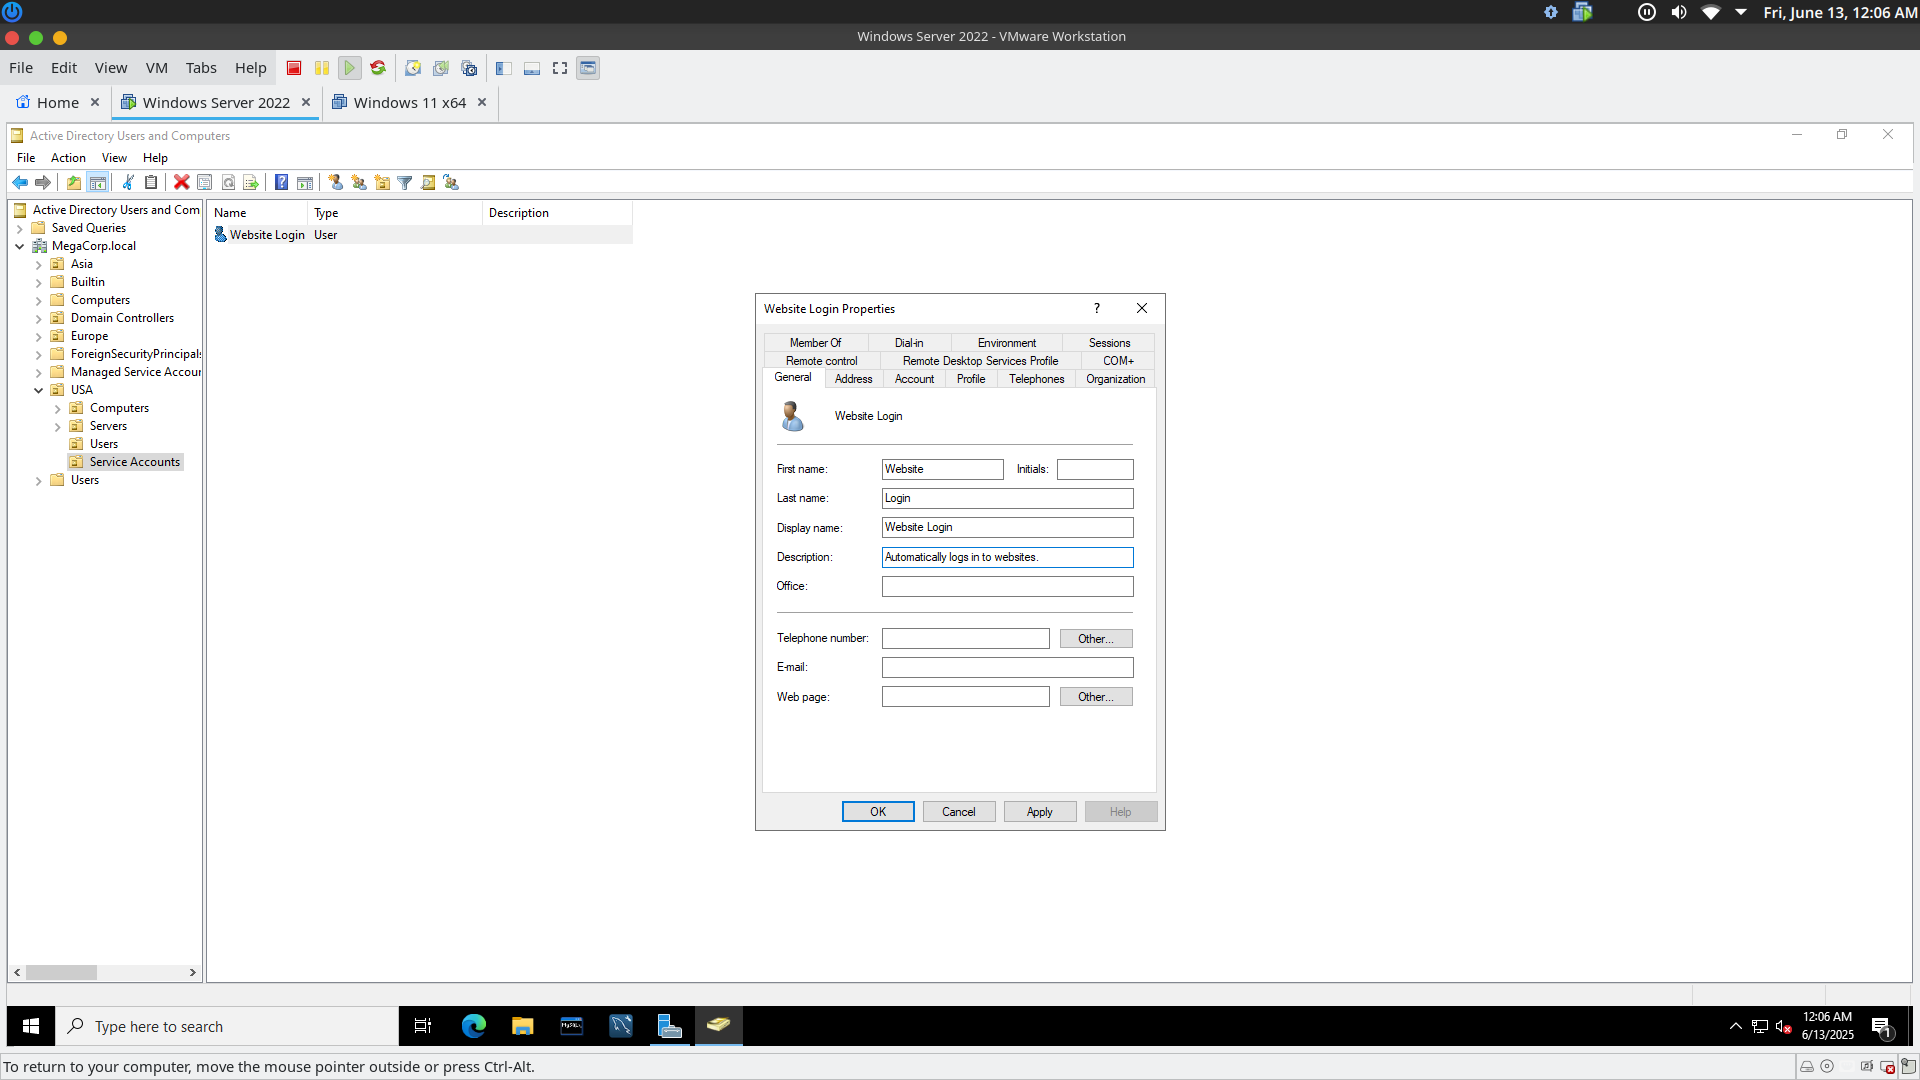 Fri, June 13, 12:06 AM
Windows Server 2022 - VMware Workstation
File Edit View VM Tabs Help
Home Windows Server 2022 Windows 11 x64
Active Directory Users and Computers
File Action View Help
Active Directory Users and Com
Saved Queries
MegaCorp.local
Asia
Builtin
Computers
Domain Controllers
Europe
ForeignSecurityPrincipals
Managed Service Accour
USA
Computers
Servers
Users
Service Accounts
Users
Name Type Description
Website Login User
Website Login Properties
Member Of Dial-in Environment Sessions
Remote control Remote Desktop Services Profile COM+
General Address Account Profile Telephones Organization
Website Login
First name: Website Initials:
Last name: Login
Display name: Website Login
Description: Automatically logs in to websites.
Office:
Telephone number: Other...
E-mail:
Web page: Other...
OK Cancel Apply Help
Type here to search
MySQL
12:06 AM
6/13/2025
1
To return to your computer, move the mouse pointer outside or press Ctrl-Alt.